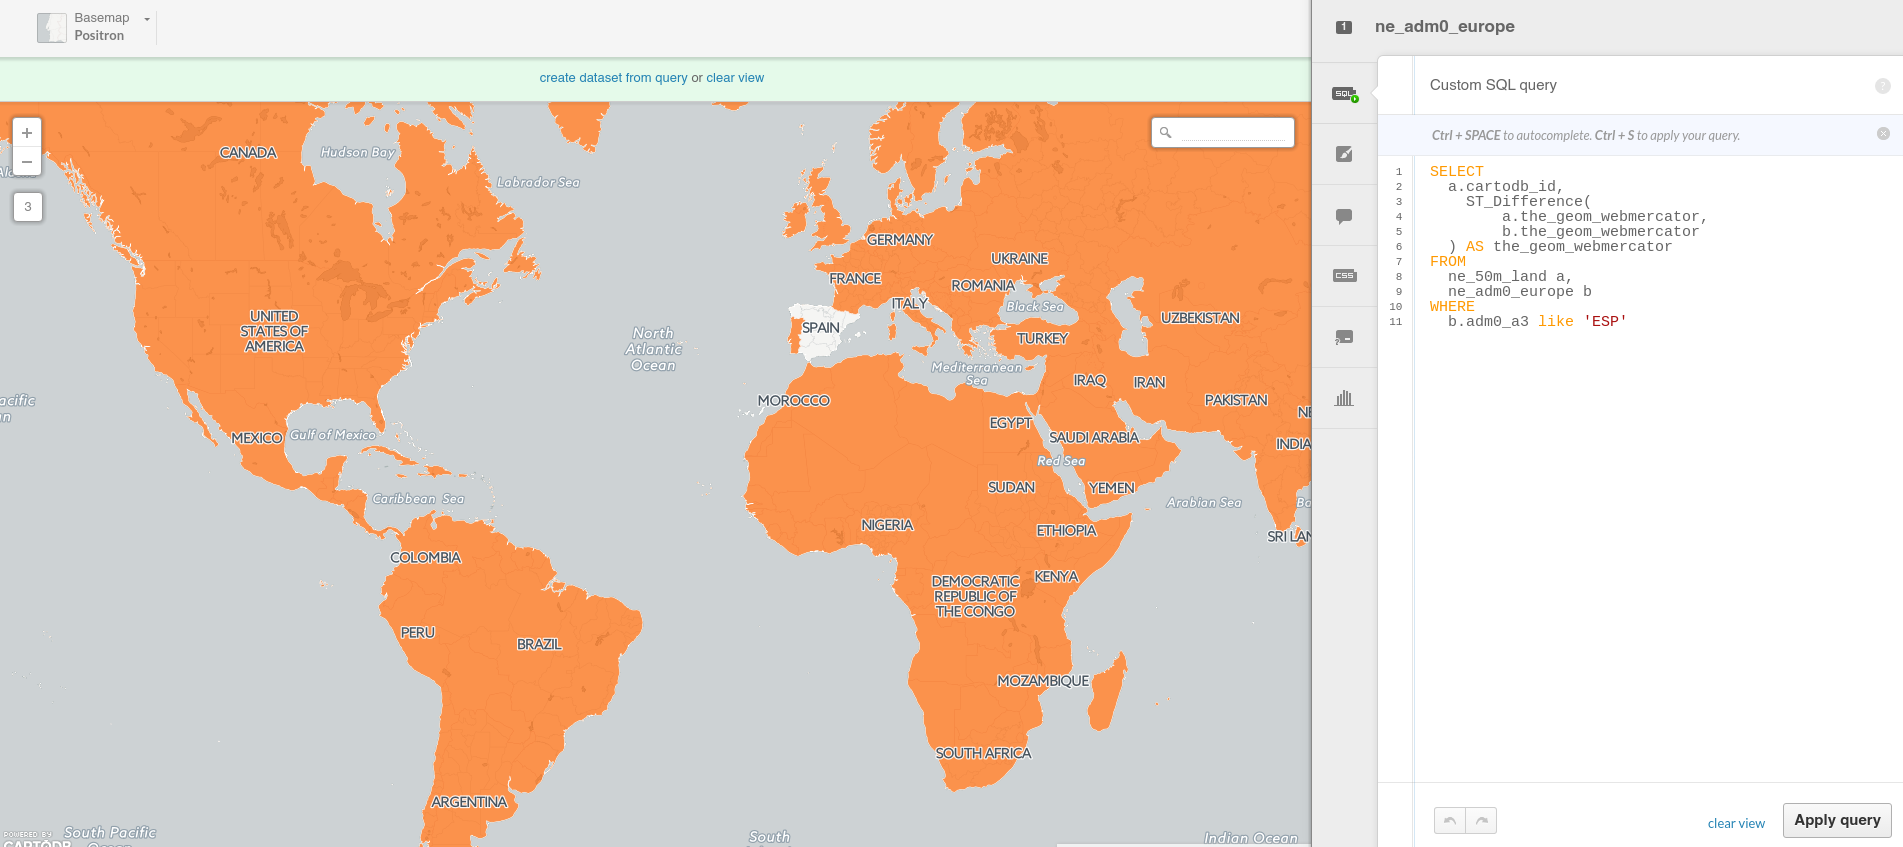 Basemap
Positron
create dataset from query or clear view
+
−
3
CANADA
Hudson Bay
Labrador Sea
GERMANY
UKRAINE
FRANCE
ROMANIA
ITALY
Black Sea
UNITED
STATES OF
AMERICA
North
Atlantic
Ocean
SPAIN
UZBEKISTAN
TURKEY
Mediterranean
Sea
IRAQ
IRAN
MOROCCO
PAKISTAN
EGYPT
MEXICO
Gulf of Mexico
SAUDI ARABIA
INDIA
Red Sea
Caribbean Sea
SUDAN
YEMEN
Arabian Sea
NIGERIA
ETHIOPIA
SRI LAN
COLOMBIA
DEMOCRATIC
REPUBLIC OF
THE CONGO
KENYA
PERU
BRAZIL
MOZAMBIQUE
SOUTH AFRICA
ARGENTINA
South Pacific
Ocean
South
Indian Ocean
POWERED BY
CARTODB
1
ne_adm0_europe
SQL
CSS
Custom SQL query
?
Ctrl + SPACE to autocomplete. Ctrl + S to apply your query.
1 SELECT
2 a.cartodb_id,
3 ST_Difference(
4 a.the_geom_webmercator,
5 b.the_geom_webmercator
6 ) AS the_geom_webmercator
7 FROM
8 ne_50m_land a,
9 ne_adm0_europe b
10 WHERE
11 b.adm0_a3 like 'ESP'
clear view
Apply query